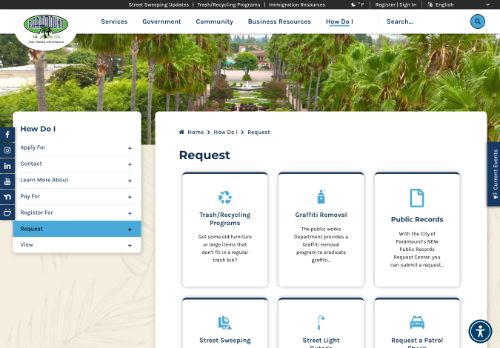 Street Sweeping Updates | Trash/Recycling Programs | Immigration Resources
°F
Register | Sign In
English
PARAMOUNT
Services
Government
Community
Business Resources
How Do I
Search...
How Do I
Apply For +
Contact +
Learn More About +
Pay For +
Register For +
Request +
View +
Home > How Do I > Request
Request
Trash/Recycling
Programs
Got some old furniture
or large items that
don't fit in a regular
trash bin?
Graffiti Removal
The public works
Department provides a
Graffiti removal
program to eradicate
graffiti...
Public Records
With the City of
Paramount's NEW
Public Records
Request Center, you
can submit a request...
Street Sweeping
Street Light
Outage
Request a Patrol
Check
Current Events